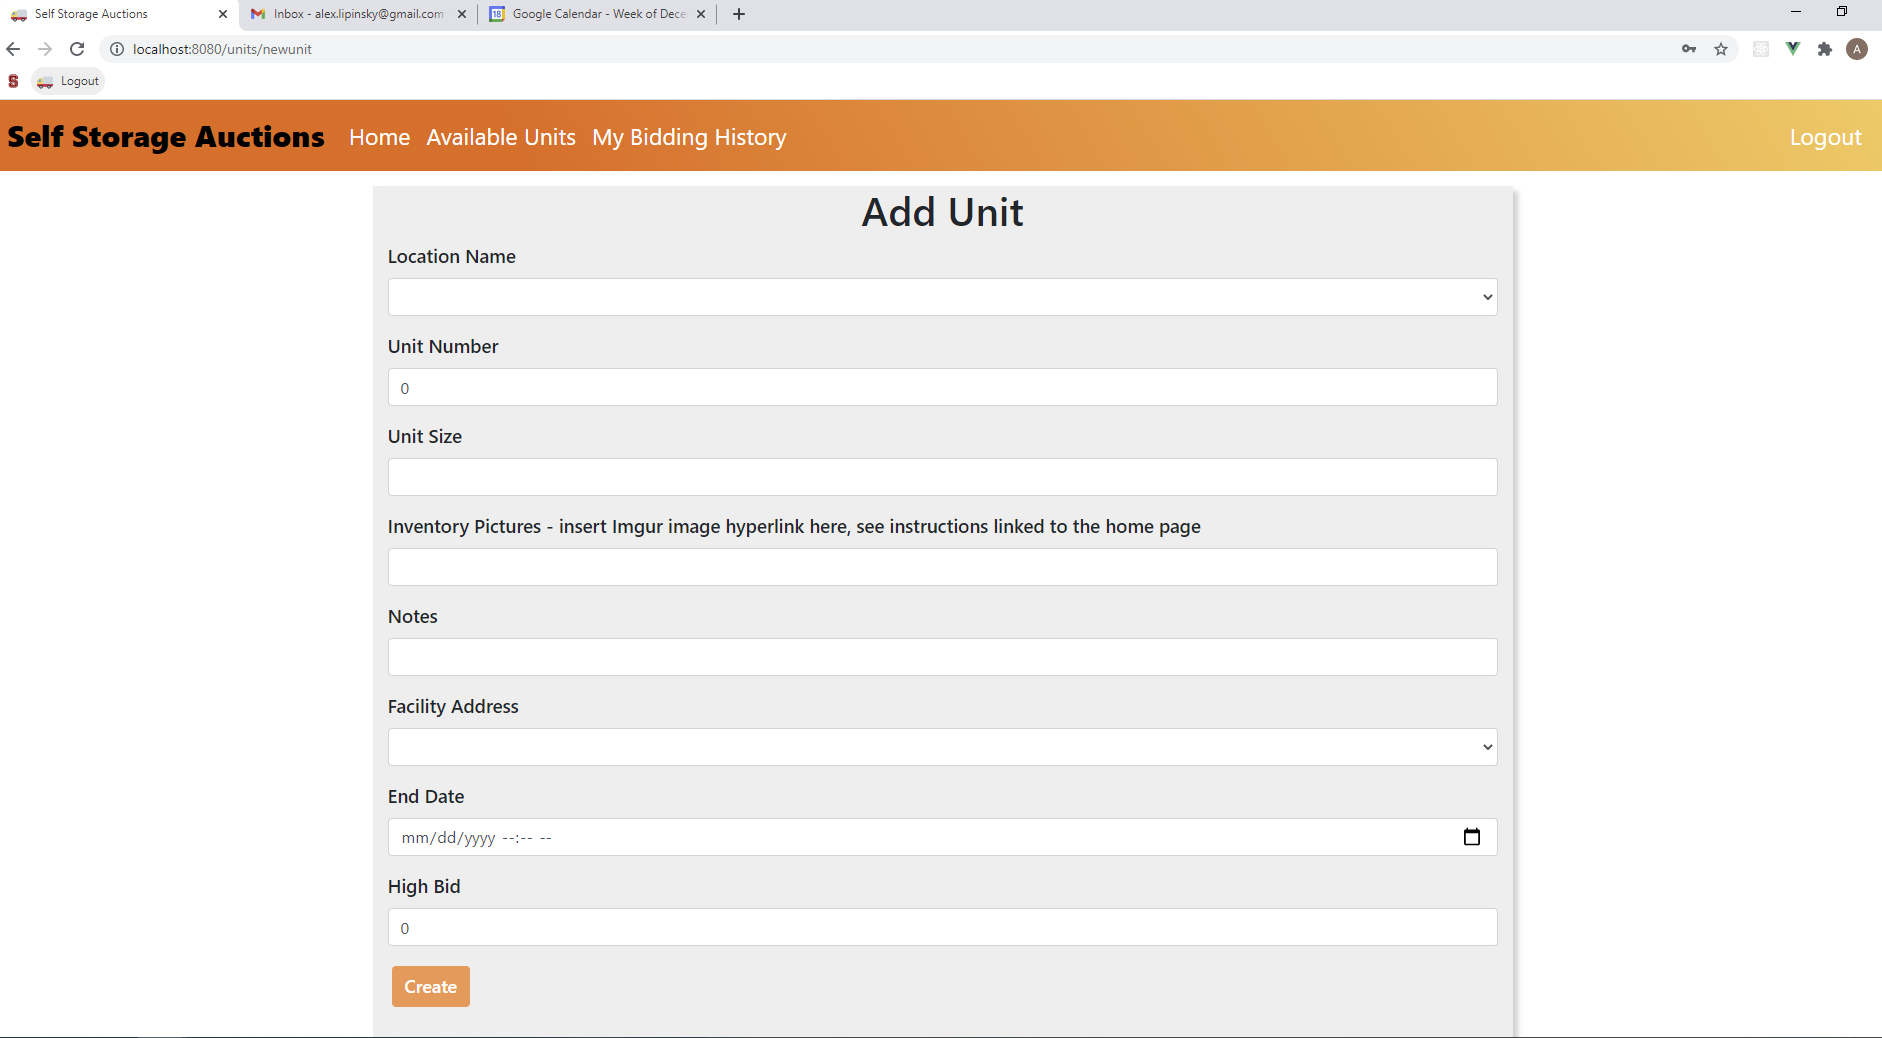 Self Storage Auctions
Inbox - alex.lipinsky@gmail.com
18 Google Calendar - Week of Dece
localhost:8080/units/newunit
A
S Logout
Self Storage Auctions Home Available Units My Bidding History Logout
Add Unit
Location Name
Unit Number
0
Unit Size
Inventory Pictures - insert Imgur image hyperlink here, see instructions linked to the home page
Notes
Facility Address
End Date
mm/dd/yyyy --:-- --
High Bid
0
Create